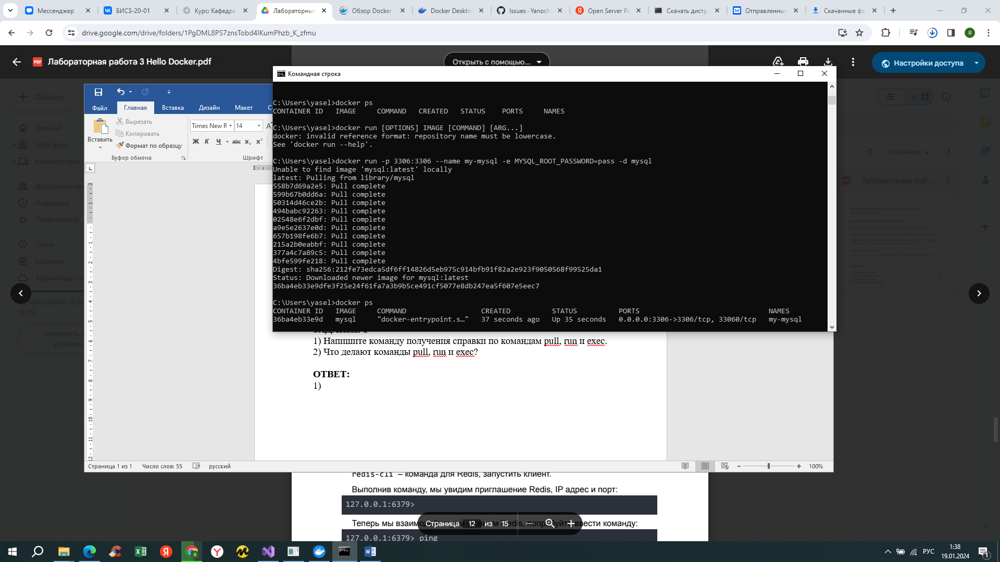 Мессенджер
БИСЗ-20-01
Курс: Кафедра
Лабораторные
Обзор Docker
Docker Deskto
Issues · Yanoch
Open Server Pa
Скачать дистр
Отправленные
Скачанные фа
drive.google.com/drive/folders/1PgDML8PS7znsTobd4lKumPhzb_K_zfmu
Я
PDF
Лабораторная работа 3 Hello Docker.pdf
Открыть с помощью...
Настройки доступа
Создать
Личный
Мой диск
Компьютеры
Доступные мн
Недавние
Помеченные
Спам
Корзина
Хранилище (з
Использовано 11,88
15 ГБ
Увеличить о
хранили
Название
Лабораторная раб...
Файл
Главная
Вставка
Дизайн
Макет
С
Вставить
Вырезать
Копировать
Формат по образцу
Буфер обмена
Times New R
14
Ж К Ч abc x₂ x²
Шрифт
Командная строка
C:\Users\yasel>docker ps
CONTAINER ID   IMAGE     COMMAND   CREATED   STATUS    PORTS     NAMES
C:\Users\yasel>docker run [OPTIONS] IMAGE [COMMAND] [ARG...]
docker: invalid reference format: repository name must be lowercase.
See 'docker run --help'.
C:\Users\yasel>docker run -p 3306:3306 --name my-mysql -e MYSQL_ROOT_PASSWORD=pass -d mysql
Unable to find image 'mysql:latest' locally
latest: Pulling from library/mysql
558b7d69a2e5: Pull complete
599b67b0dd6a: Pull complete
50314d46ce2b: Pull complete
494babc92263: Pull complete
02548e6f2dbf: Pull complete
a9e5e2637e0d: Pull complete
657b198fe6b7: Pull complete
215a2b0eabbf: Pull complete
377a4c7a89c5: Pull complete
4bfe599fe218: Pull complete
Digest: sha256:212fe73edca5df6ff14826d5eb975c914bfb91f82a2e923f9050568f99525da1
Status: Downloaded newer image for mysql:latest
36ba4eb33e9dfe3f25e24f61fa7a3b9b5ce491cf5077e8db247ea5f607e5eec7
C:\Users\yasel>docker ps
CONTAINER ID   IMAGE     COMMAND                  CREATED          STATUS          PORTS                               NAMES
36ba4eb33e9d   mysql     "docker-entrypoint.s…"   37 seconds ago   Up 35 seconds   0.0.0.0:3306->3306/tcp, 33060/tcp   my-mysql
1) Напишите команду получения справки по командам pull, run и exec.
2) Что делают команды pull, run и exec?
ОТВЕТ:
1)
Страница 1 из 1
Число слов: 55
русский
100%
redis-cli – команда для Redis, запустить клиент.
Выполнив команду, мы увидим приглашение Redis, IP адрес и порт:
127.0.0.1:6379>
Теперь мы взаимо
ввести команду:
Страница 12 из 15
127.0.0.1:6379> ping
РУС
1:38
19.01.2024
1